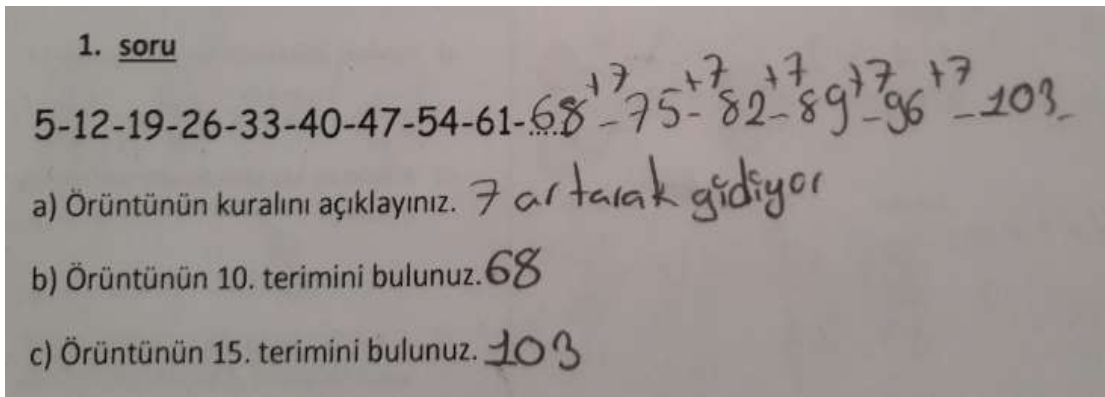 1. soru
+7 +7 +7 +7 +7
5-12-19-26-33-40-47-54-61-68-75-82-89-96-103-
a) Örüntünün kuralını açıklayınız. 7 artarak gidiyor
b) Örüntünün 10. terimini bulunuz. 68
c) Örüntünün 15. terimini bulunuz. 103